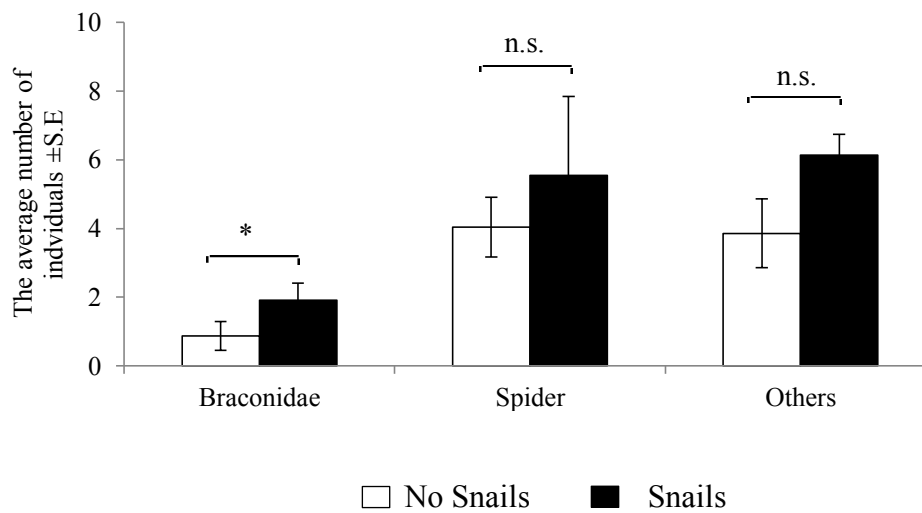 The average number of
indviduals ±S.E
10
8
6
4
2
0
*
n.s.
n.s.
Braconidae
Spider
Others
No Snails
Snails